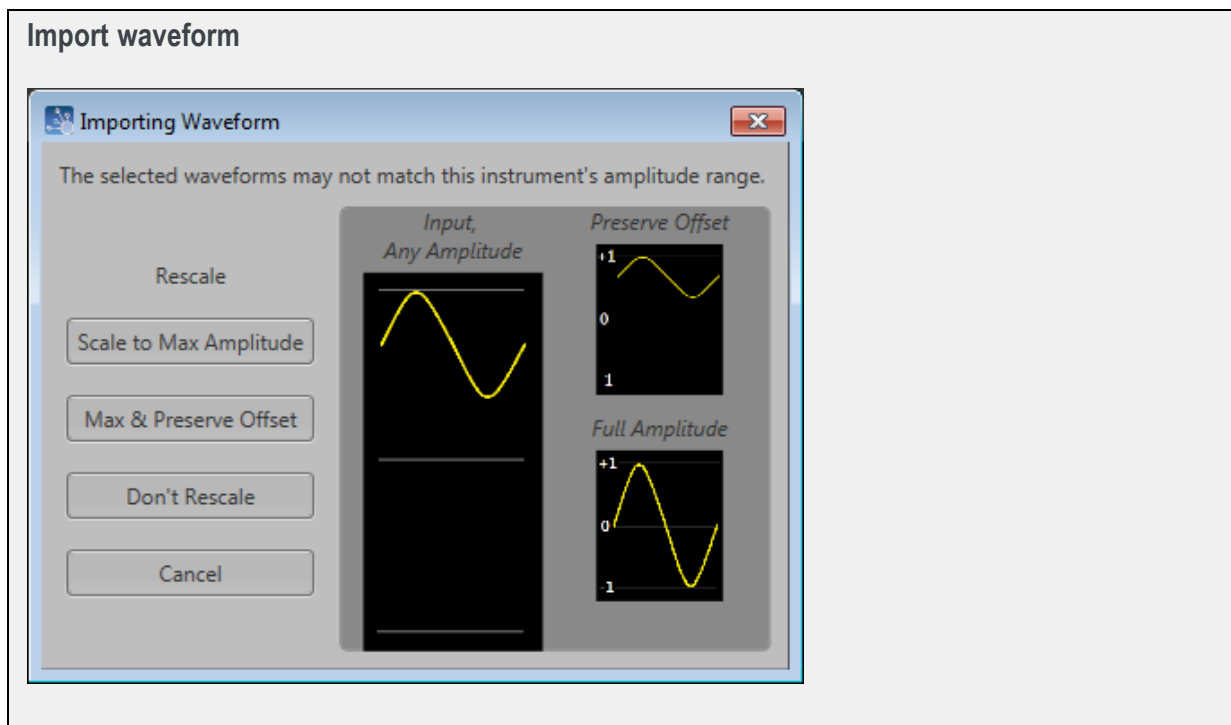 Import waveform
Importing Waveform
The selected waveforms may not match this instrument's amplitude range.
Rescale
Scale to Max Amplitude
Max & Preserve Offset
Don't Rescale
Cancel
Input,
Any Amplitude
Preserve Offset
+1
0
1
Full Amplitude
+1
0
-1